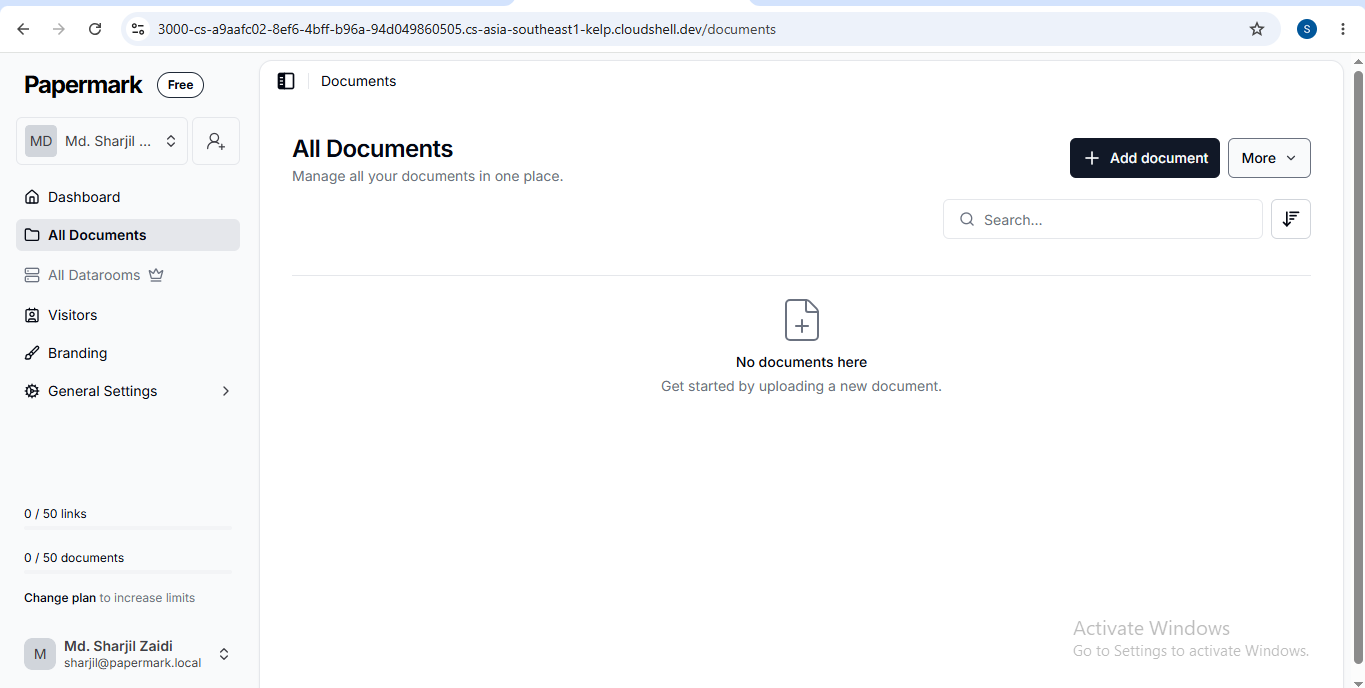 3000-cs-a9aafc02-8ef6-4bff-b96a-94d049860505.cs-asia-southeast1-kelp.cloudshell.dev/documents
S
Papermark
Free
MD
Md. Sharjil ...
Dashboard
All Documents
All Datarooms
Visitors
Branding
General Settings
0 / 50 links
0 / 50 documents
Change plan to increase limits
M
Md. Sharjil Zaidi
sharjil@papermark.local
Documents
All Documents
Manage all your documents in one place.
Add document
More
Search...
No documents here
Get started by uploading a new document.
Activate Windows
Go to Settings to activate Windows.